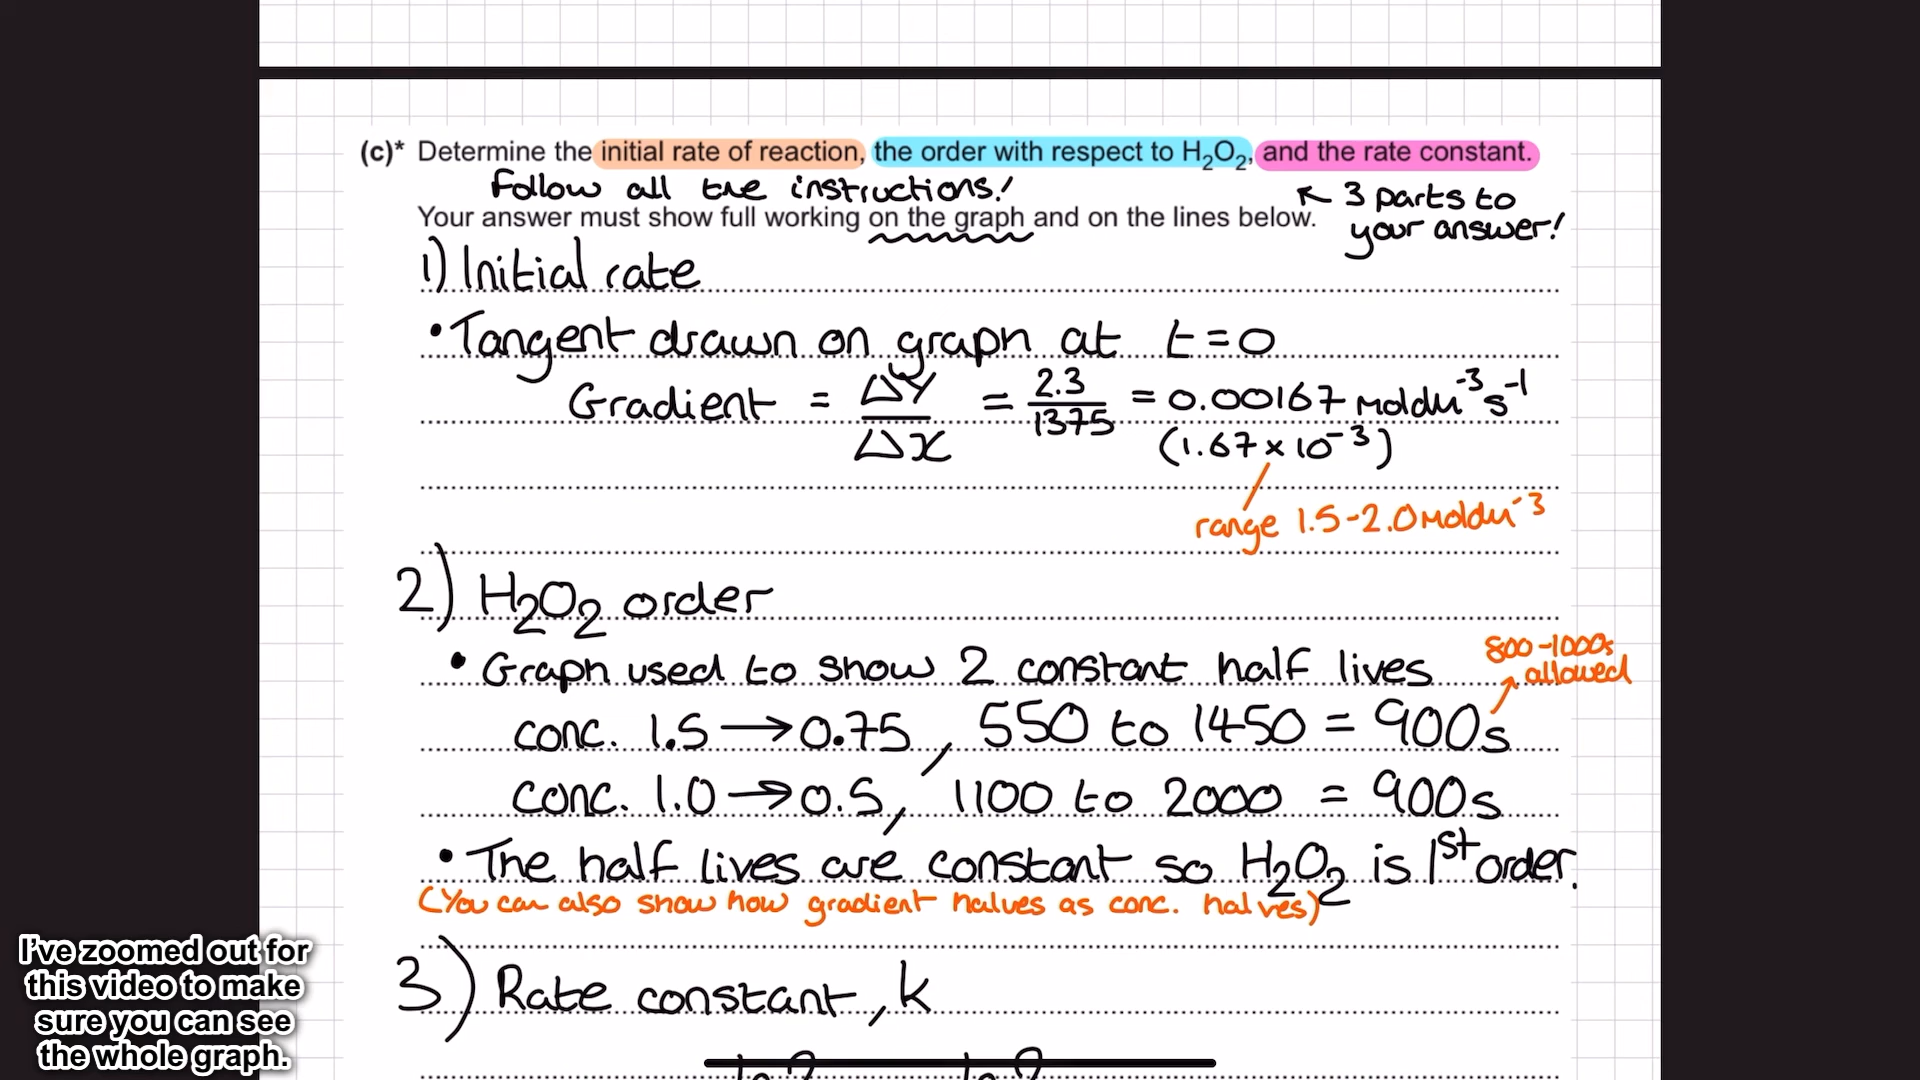 (c)* Determine the initial rate of reaction, the order with respect to H₂O₂, and the rate constant.
Follow all the instructions!
↖ 3 parts to
your answer!
Your answer must show full working on the graph and on the lines below.
1) Initial rate
• Tangent drawn on graph at t = 0
Gradient = ΔY/Δx = 2.3/1375 = 0.00167 moldm⁻³s⁻¹
(1.67 × 10⁻³)
range 1.5-2.0 moldm⁻³
2) H₂O₂ order
• Graph used to show 2 constant half lives
800-1000s
allowed
conc. 1.5 → 0.75, 550 to 1450 = 900s
conc. 1.0 → 0.5, 1100 to 2000 = 900s
• The half lives are constant so H₂O₂ is 1st order.
(You can also show how gradient halves as conc. halves)
3) Rate constant, k
I've zoomed out for
this video to make
sure you can see
the whole graph.